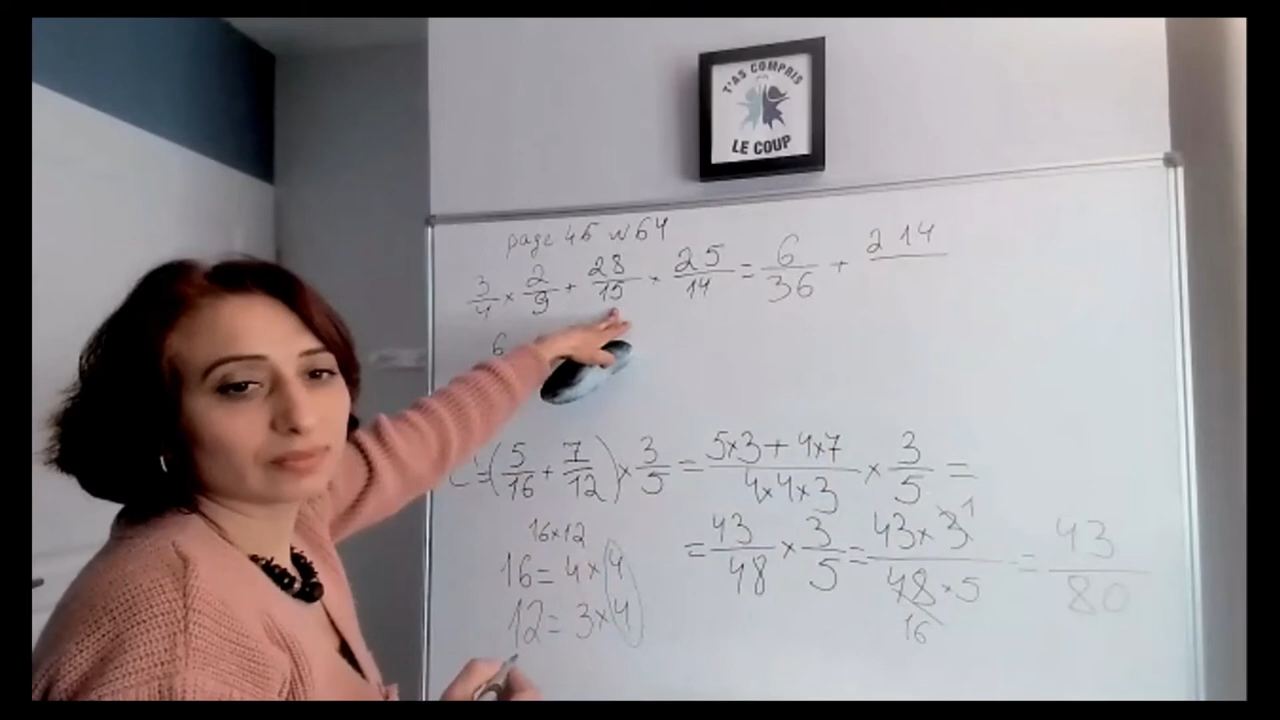 T'AS COMPRIS
LE COUP
page 45 n 64
3/4 × 2/9 + 28/15 × 25/14 = 6/36 + 2 14
6
C = (5/16 + 7/12) × 3/5 = (5×3 + 4×7)/(4×4×3) × 3/5 =
16×12
= 43/48 × 3/5 = (43 × 3 1)/(48 × 5) = 43/80
16
16 = 4×4
12 = 3×4